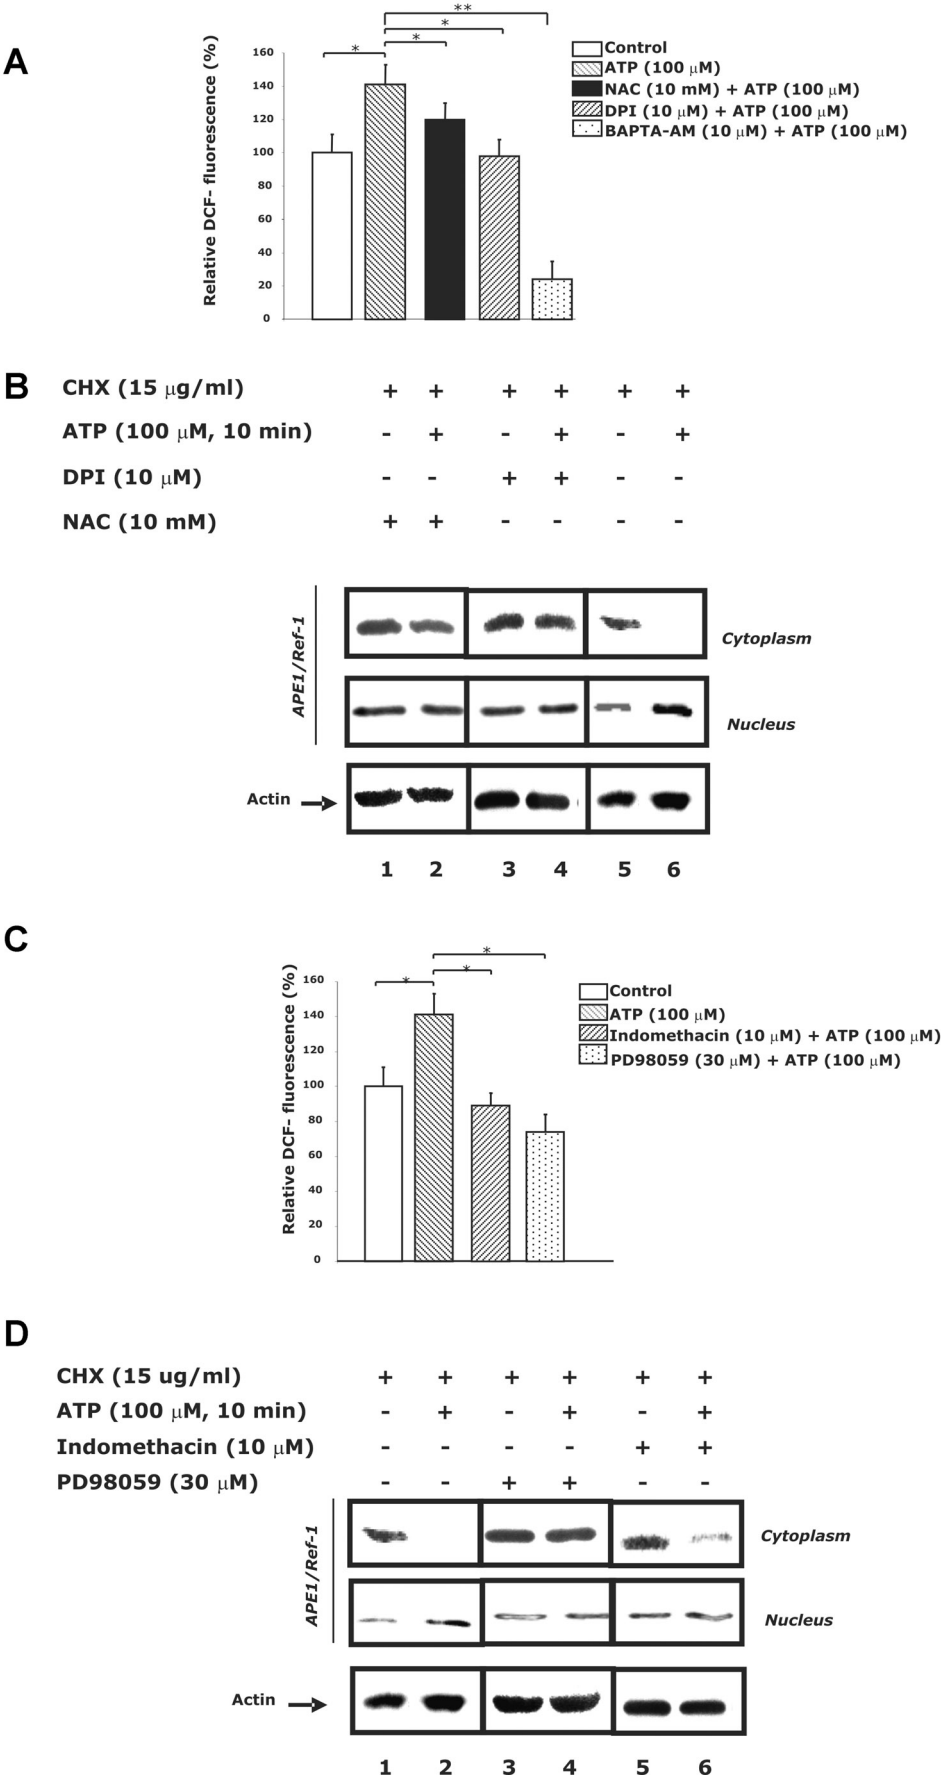 A
**
*
* *
Relative DCF- fluorescence (%)
160
140
120
100
80
60
40
20
0
Control
ATP (100 μM)
NAC (10 mM) + ATP (100 μM)
DPI (10 μM) + ATP (100 μM)
BAPTA-AM (10 μM) + ATP (100 μM)
B
CHX (15 μg/ml) + + + + + +
ATP (100 μM, 10 min) - + - + - +
DPI (10 μM) - - + + - -
NAC (10 mM) + + - - - -
APE1/Ref-1
Cytoplasm
Nucleus
Actin
1 2 3 4 5 6
C
*
* *
Relative DCF- fluorescence (%)
160
140
120
100
80
60
40
20
0
Control
ATP (100 μM)
Indomethacin (10 μM) + ATP (100 μM)
PD98059 (30 μM) + ATP (100 μM)
D
CHX (15 ug/ml) + + + + + +
ATP (100 μM, 10 min) - + - + - +
Indomethacin (10 μM) - - - - + +
PD98059 (30 μM) - - + + - -
APE1/Ref-1
Cytoplasm
Nucleus
Actin
1 2 3 4 5 6